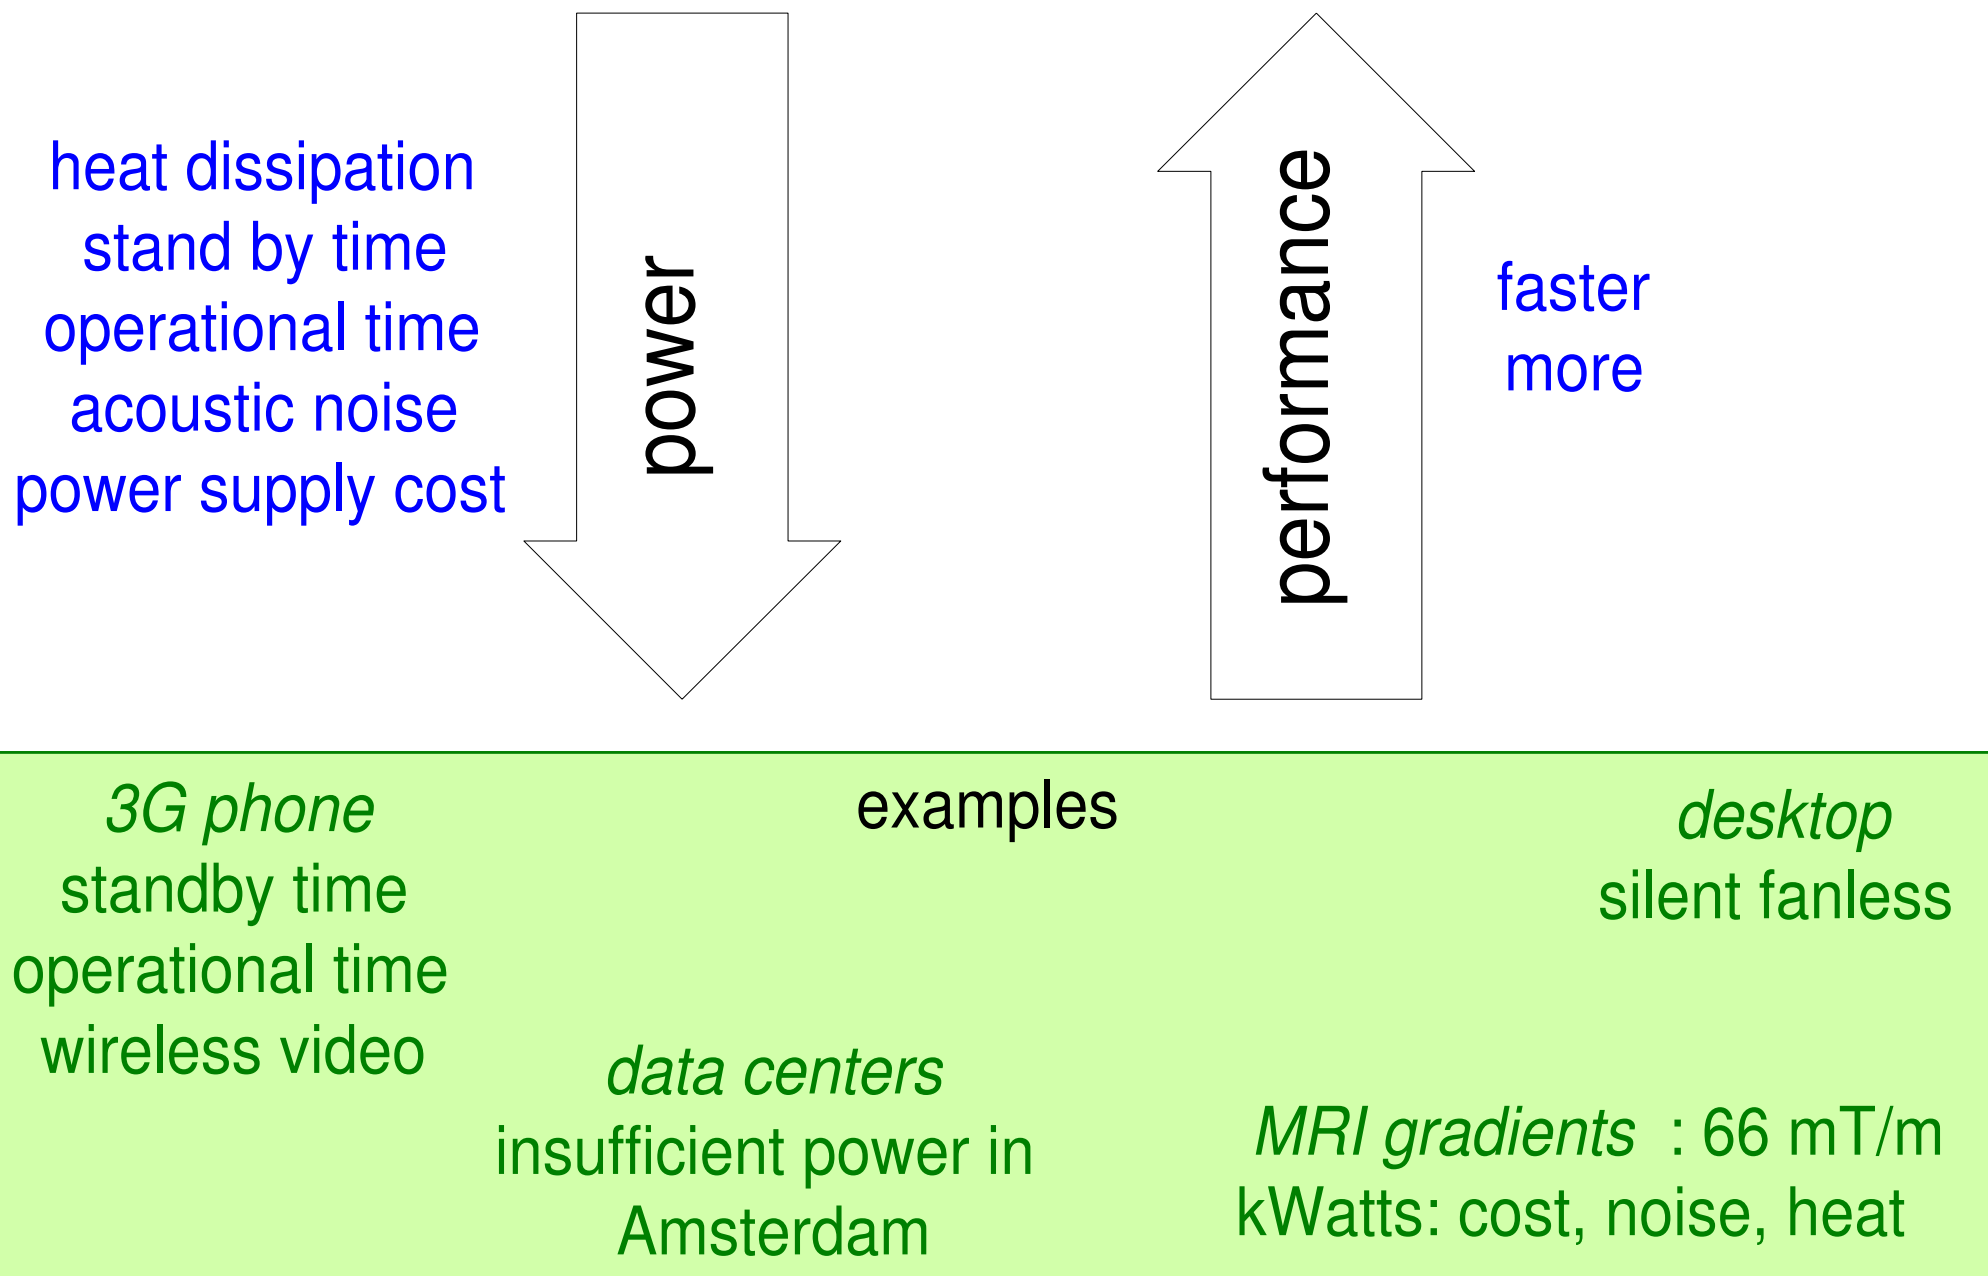 heat dissipation
stand by time
operational time
acoustic noise
power supply cost
power
performance
faster
more
examples
3G phone
standby time
operational time
wireless video
data centers
insufficient power in
Amsterdam
desktop
silent fanless
MRI gradients : 66 mT/m
kWatts: cost, noise, heat